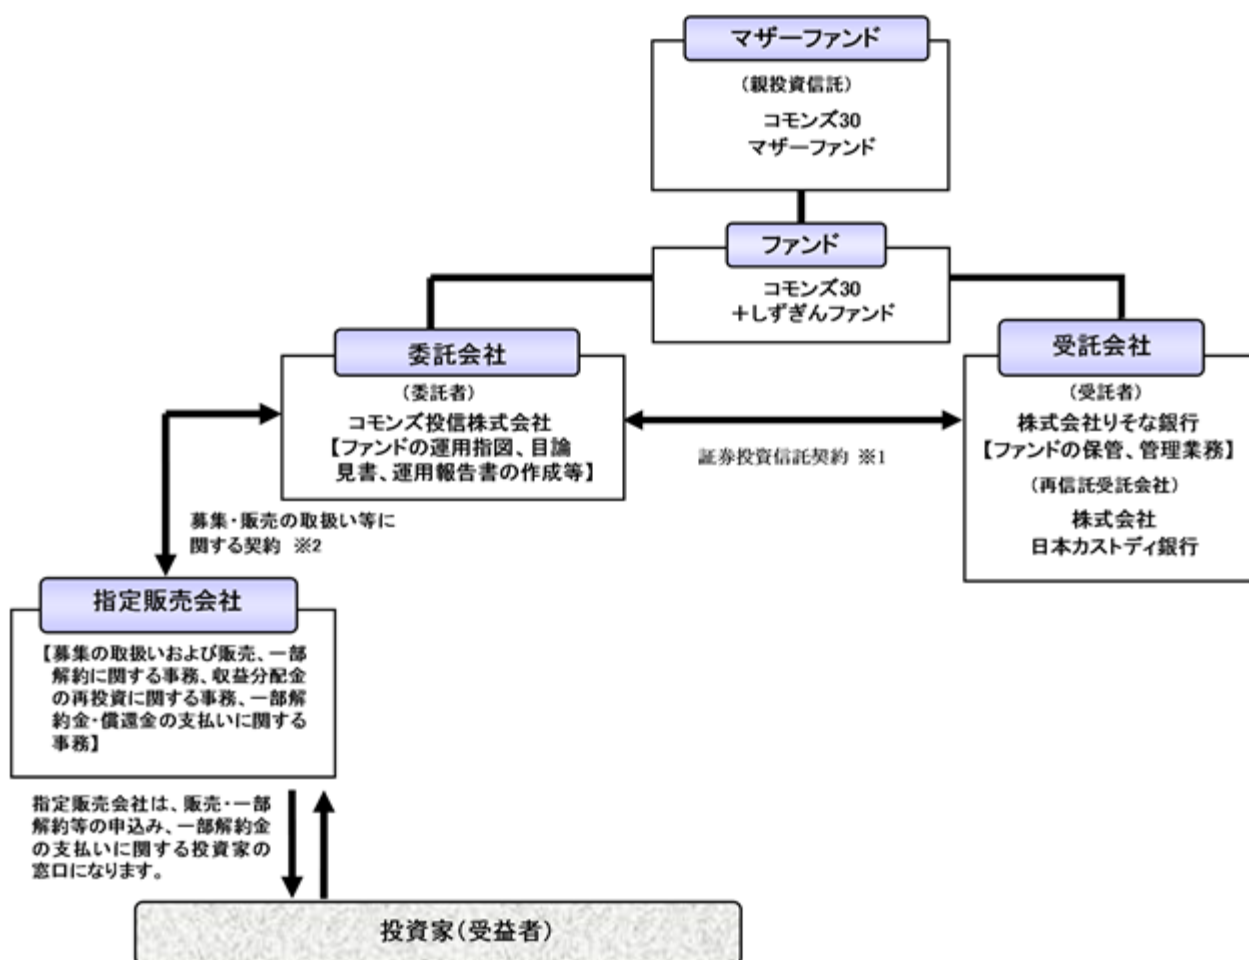 マザーファンド
(親投資信託)
コモンズ30
マザーファンド
ファンド
コモンズ30
＋しずぎんファンド
委託会社
(委託者)
コモンズ投信株式会社
【ファンドの運用指図、目論
見書、運用報告書の作成等】
証券投資信託契約 ※1
受託会社
(受託者)
株式会社りそな銀行
【ファンドの保管、管理業務】
(再信託受託会社)
株式会社
日本カストディ銀行
募集・販売の取扱い等に
関する契約 ※2
指定販売会社
【募集の取扱いおよび販売、一部
解約に関する事務、収益分配金
の再投資に関する事務、一部解
約金・償還金の支払いに関する
事務】
指定販売会社は、販売・一部
解約等の申込み、一部解約金
の支払いに関する投資家の
窓口になります。
投資家(受益者)